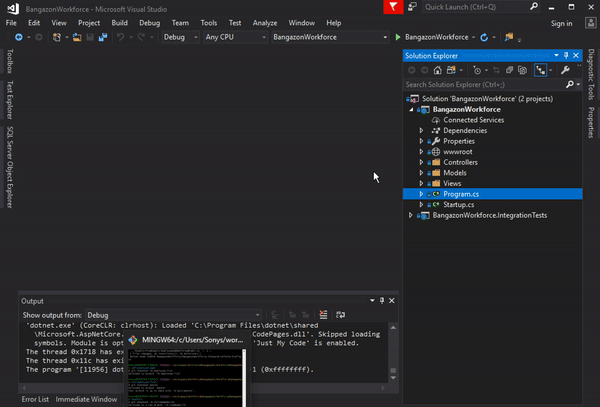 BangazonWorkforce - Microsoft Visual Studio
Quick Launch (Ctrl+Q)
File Edit View Project Build Debug Team Tools Test Analyze Window Help
Sign in
Debug Any CPU BangazonWorkforce BangazonWorkforce
Toolbox
Test Explorer
SQL Server Object Explorer
Solution Explorer
Search Solution Explorer (Ctrl+;)
Solution 'BangazonWorkforce' (2 projects)
BangazonWorkforce
Connected Services
Dependencies
Properties
wwwroot
Controllers
Models
Views
Program.cs
Startup.cs
BangazonWorkforce.IntegrationTests
Diagnostic Tools
Properties
Output
Show output from: Debug
'dotnet.exe' (CoreCLR: clrhost): Loaded 'C:\Program Files\dotnet\shared
\Microsoft.AspNetCore. CodePages.dll'. Skipped loading
symbols. Module is opt 'Just My Code' is enabled.
The thread 0x1718 has ex
The thread 0x11c has exi
The program '[11956] dot -1 (0xffffffff).
MINGW64:/c/Users/Sonys/wor...
Error List Immediate Window